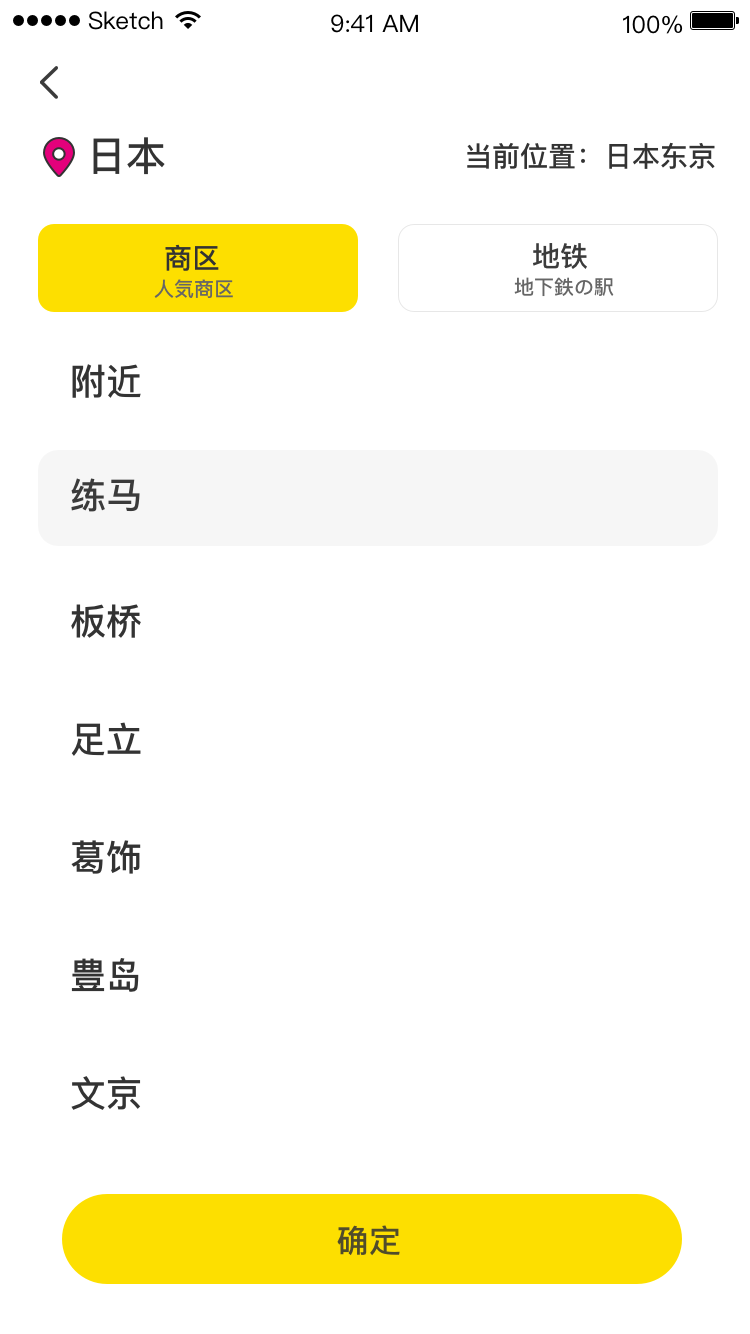 Sketch 9:41 AM 100%
日本 当前位置：日本东京
商区 地铁
人気商区 地下鉄の駅
附近
练马
板桥
足立
葛饰
豊岛
文京
确定